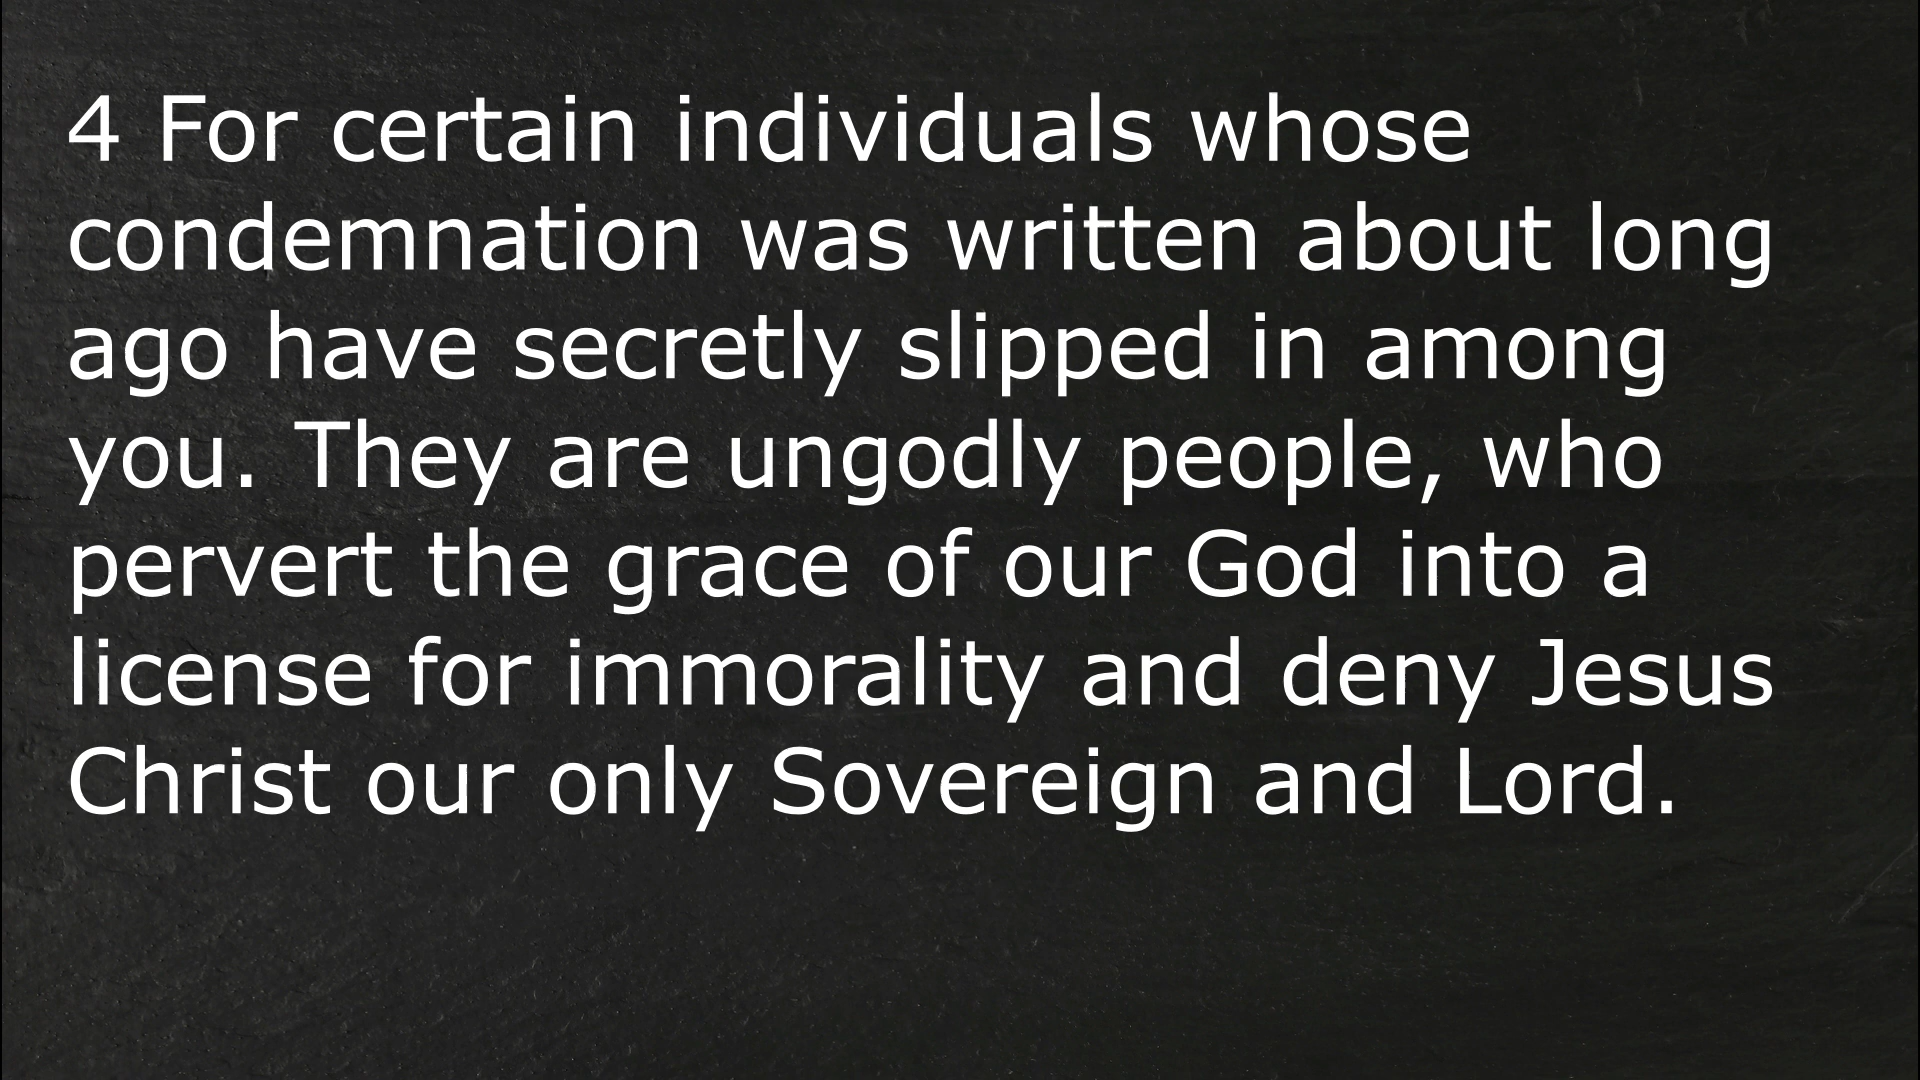 4 For certain individuals whose
condemnation was written about long
ago have secretly slipped in among
you. They are ungodly people, who
pervert the grace of our God into a
license for immorality and deny Jesus
Christ our only Sovereign and Lord.